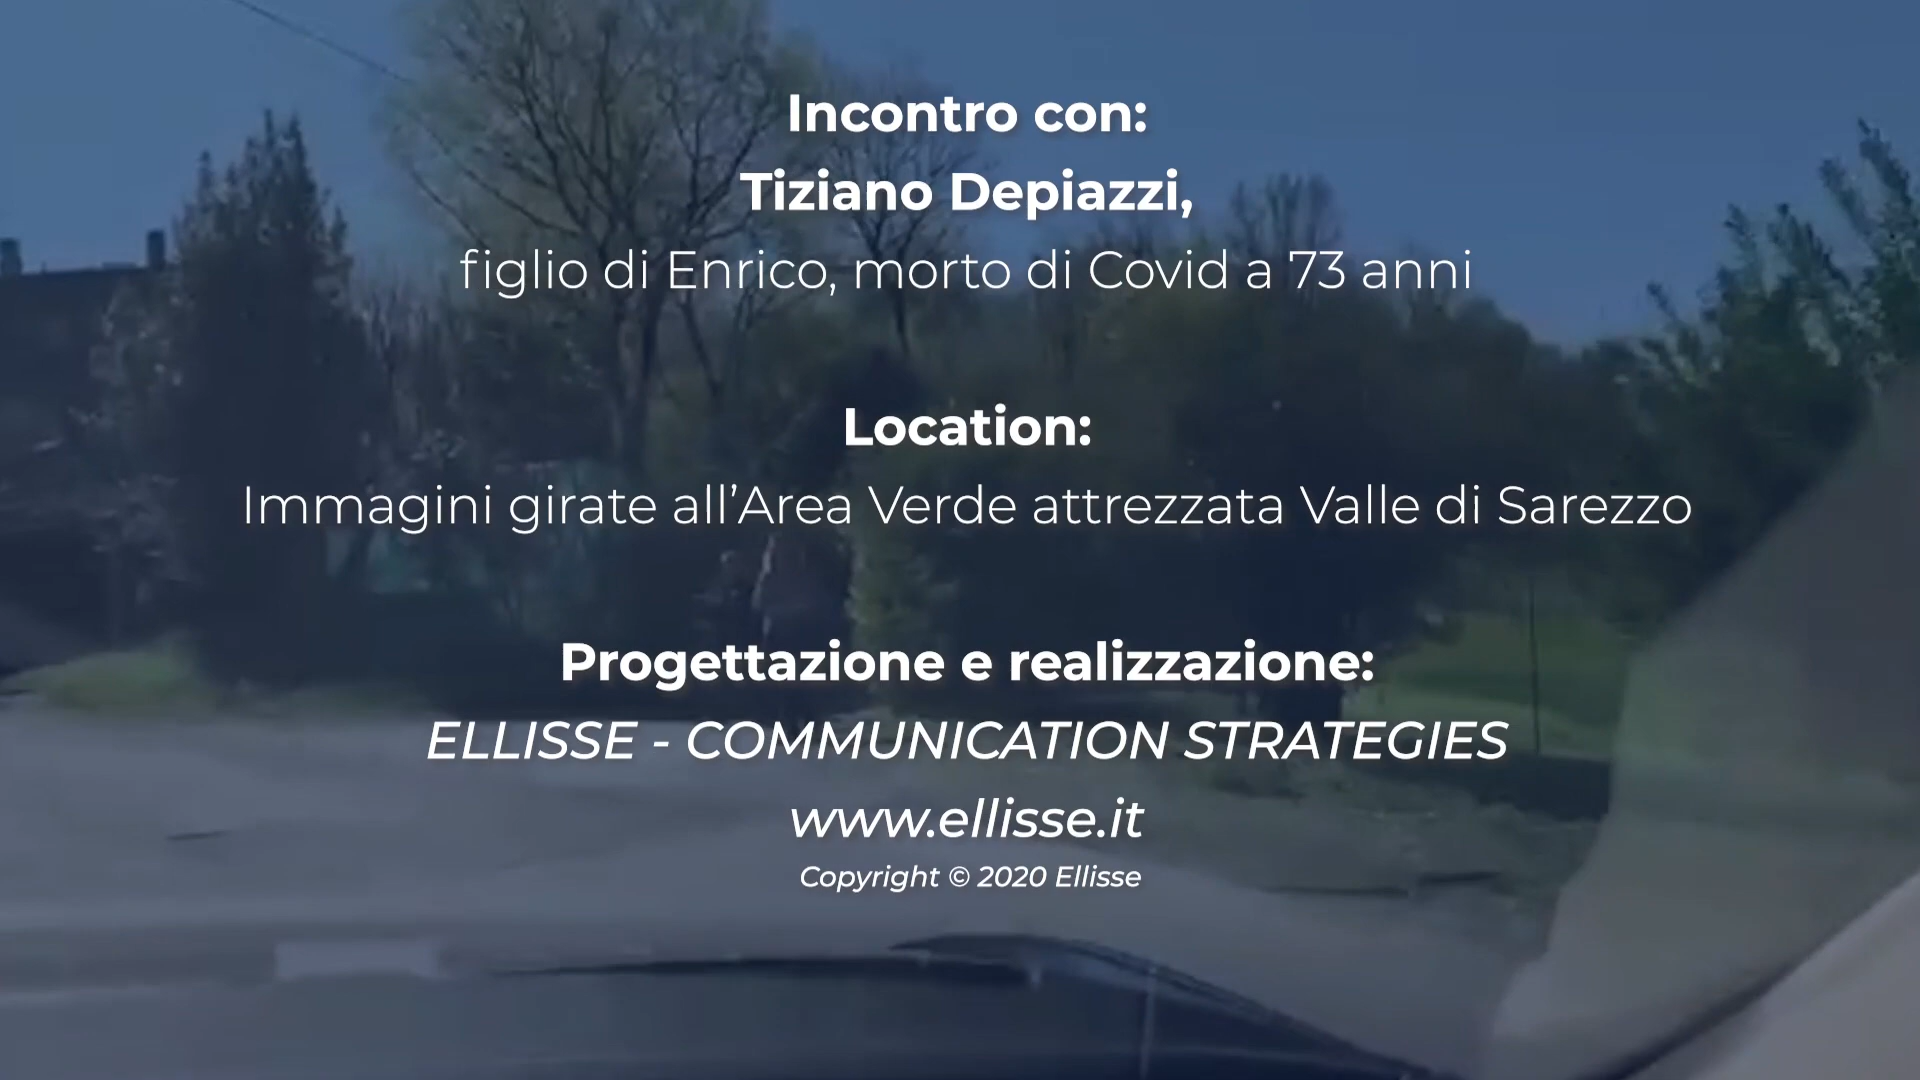 Incontro con:
Tiziano Depiazzi,
figlio di Enrico, morto di Covid a 73 anni
Location:
Immagini girate all’Area Verde attrezzata Valle di Sarezzo
Progettazione e realizzazione:
ELLISSE - COMMUNICATION STRATEGIES
www.ellisse.it
Copyright © 2020 Ellisse